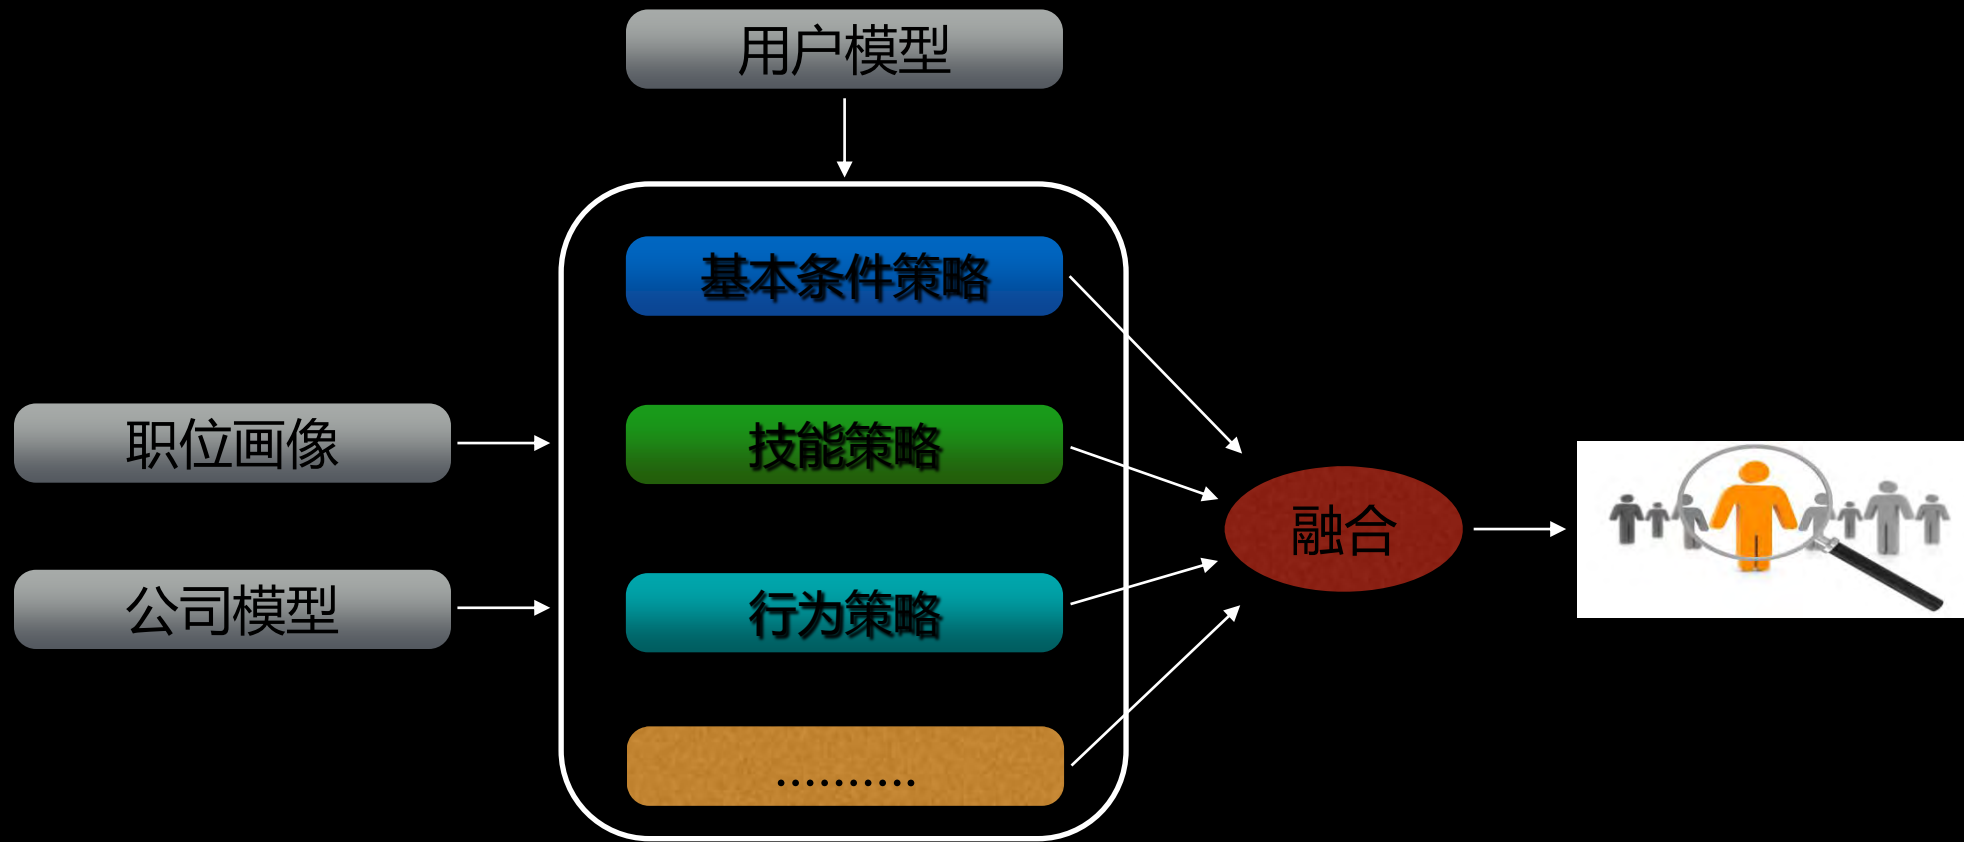 用户模型
基本条件策略
职位画像
技能策略
融合
公司模型
行为策略
..........